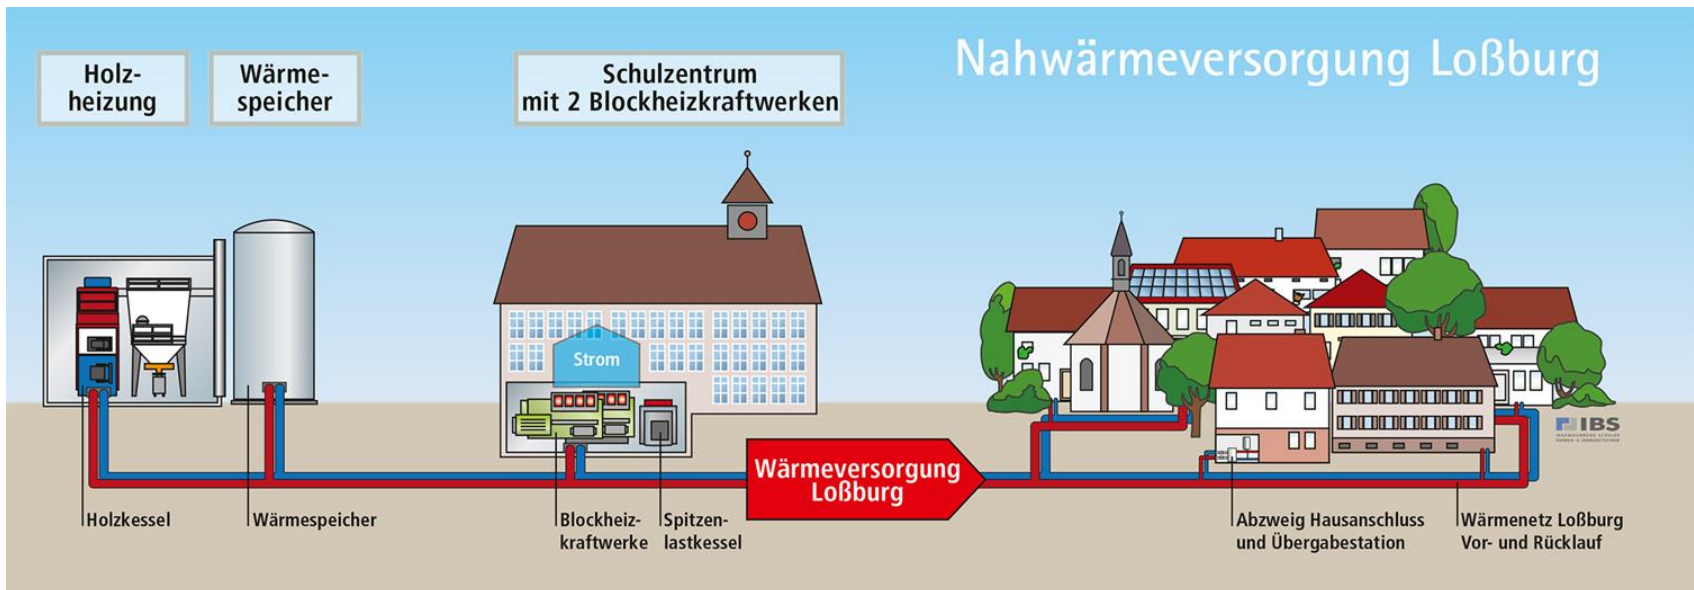 Nahwärmeversorgung Loßburg
Holz-
heizung
Wärme-
speicher
Schulzentrum
mit 2 Blockheizkraftwerken
Strom
IBS
Wärmeversorgung
Loßburg
Holzkessel
Wärmespeicher
Blockheiz-
kraftwerke
Spitzen-
lastkessel
Abzweig Hausanschluss
und Übergabestation
Wärmenetz Loßburg
Vor- und Rücklauf